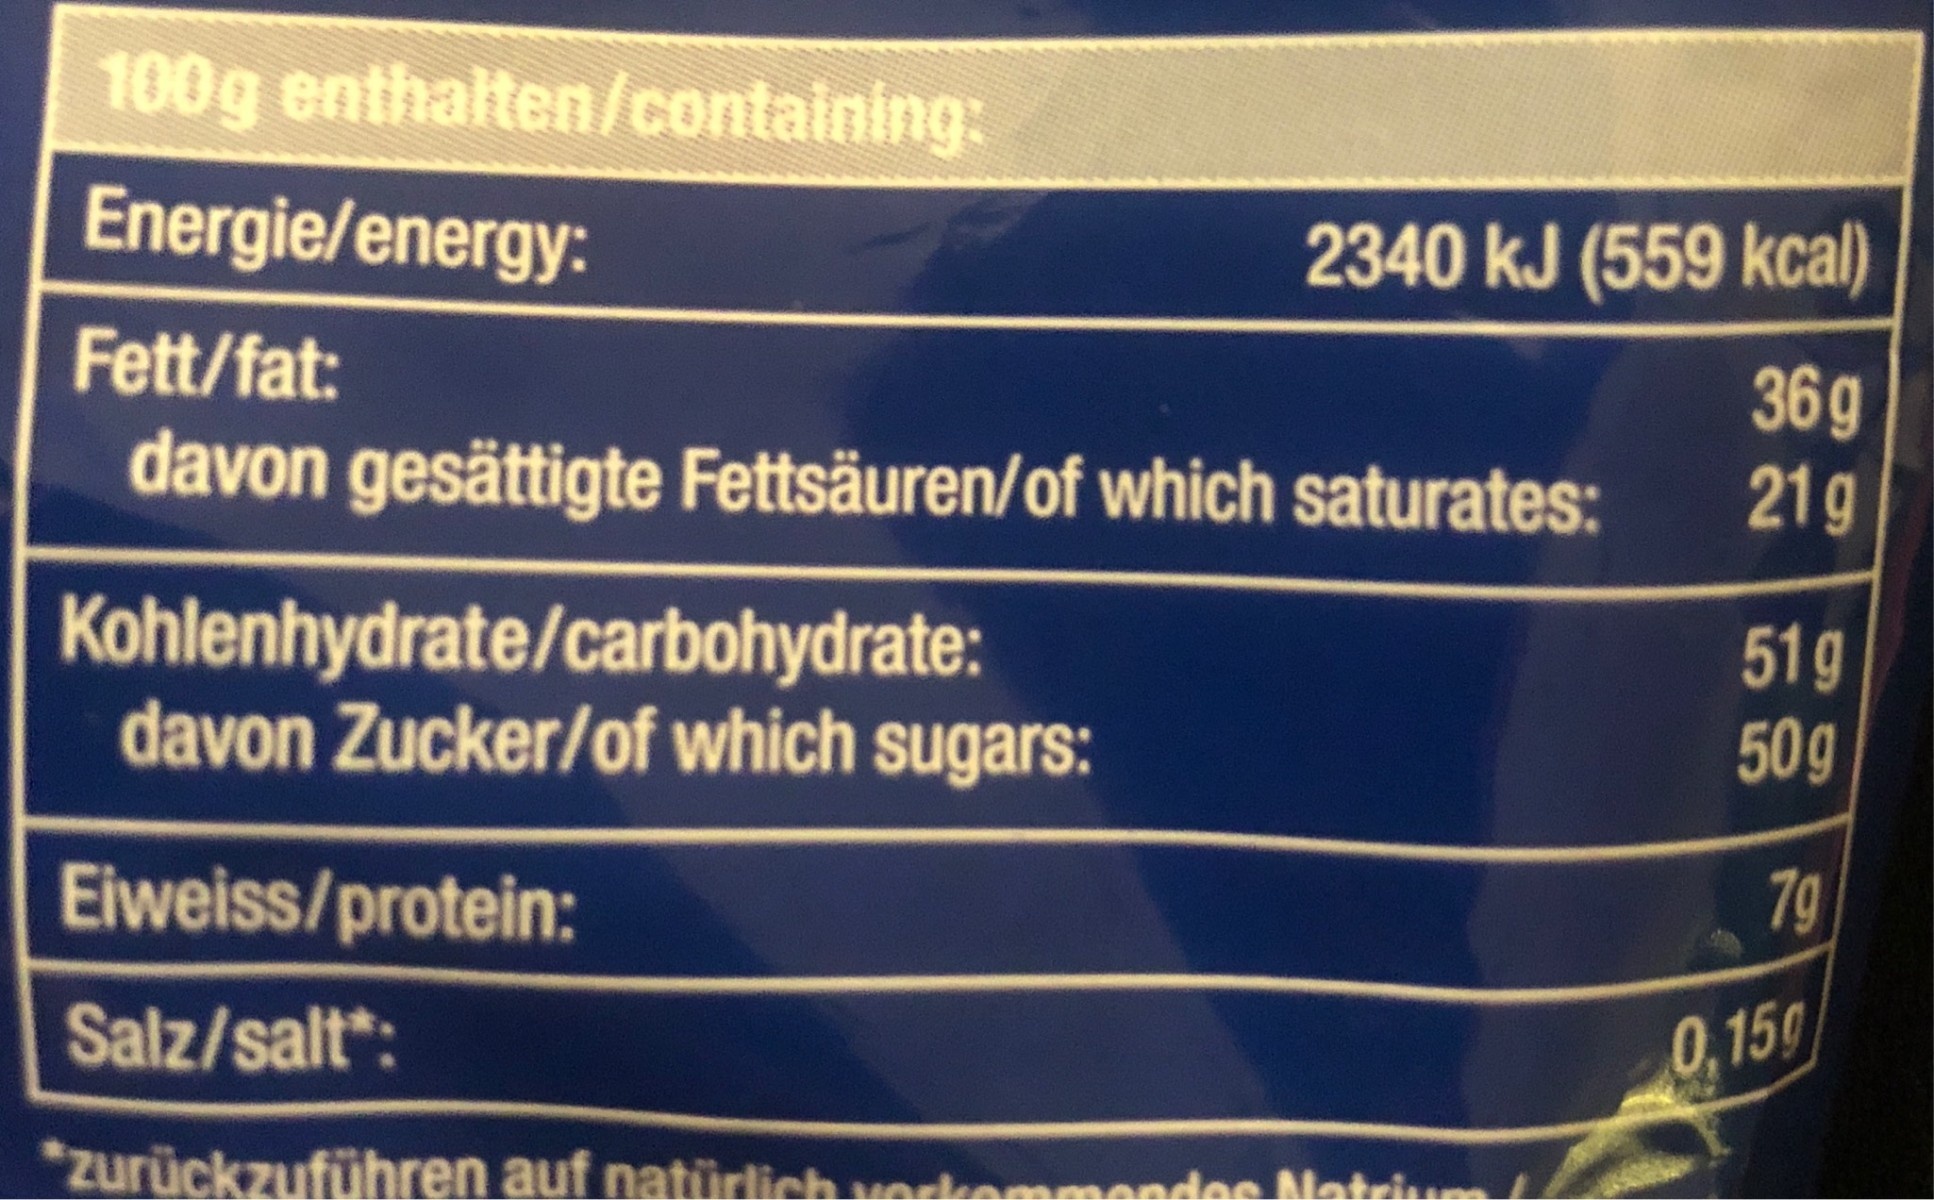 100g enthalten/containing:
Energie/energy: 2340 kJ (559 kcal)
Fett/fat: 36g
davon gesättigte Fettsäuren/of which saturates: 21g
Kohlenhydrate/carbohydrate: 51g
davon Zucker/of which sugars: 50g
Eiweiss/protein: 7g
Salz/salt*: 0,15g
*zurückzuführen auf natürlich vorkommendes Natrium /